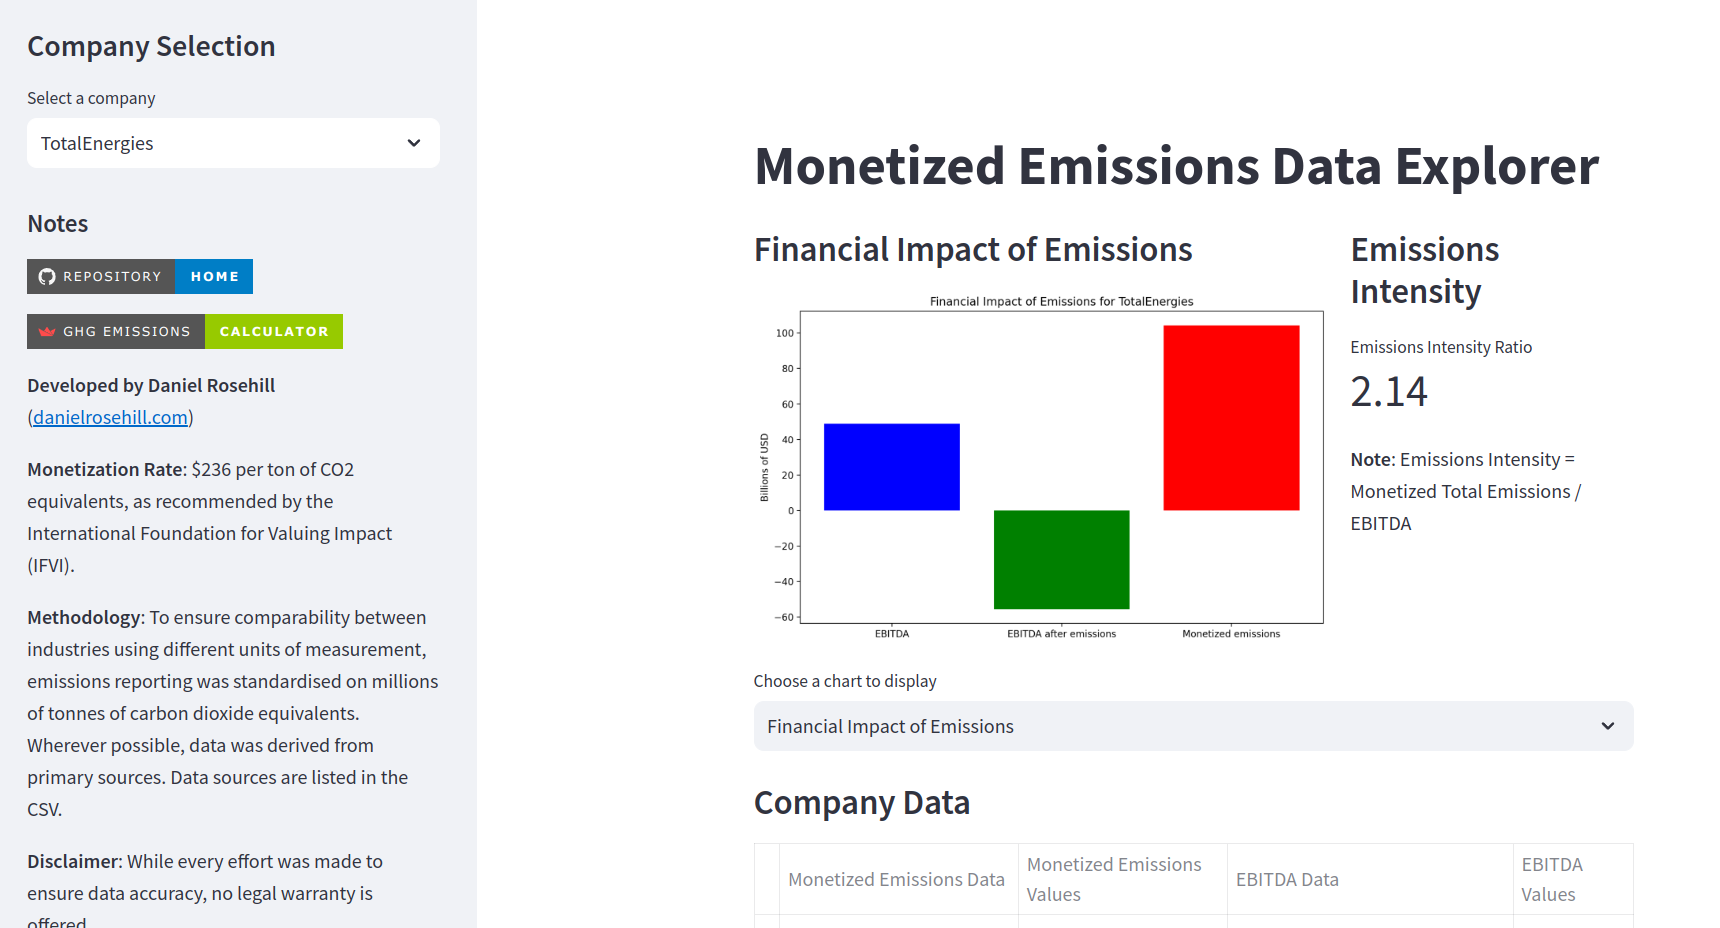 Company Selection
Select a company
TotalEnergies
Notes
REPOSITORY HOME
GHG EMISSIONS CALCULATOR
Developed by Daniel Rosehill
(danielrosehill.com)
Monetization Rate: $236 per ton of CO2
equivalents, as recommended by the
International Foundation for Valuing Impact
(IFVI).
Methodology: To ensure comparability between
industries using different units of measurement,
emissions reporting was standardised on millions
of tonnes of carbon dioxide equivalents.
Wherever possible, data was derived from
primary sources. Data sources are listed in the
CSV.
Disclaimer: While every effort was made to
ensure data accuracy, no legal warranty is
offered.
Monetized Emissions Data Explorer
Financial Impact of Emissions
Financial Impact of Emissions for TotalEnergies
Billions of USD
100
80
60
40
20
0
−20
−40
−60
EBITDA
EBITDA after emissions
Monetized emissions
Emissions
Intensity
Emissions Intensity Ratio
2.14
Note: Emissions Intensity =
Monetized Total Emissions /
EBITDA
Choose a chart to display
Financial Impact of Emissions
Company Data
Monetized Emissions Data
Monetized Emissions
Values
EBITDA Data
EBITDA
Values